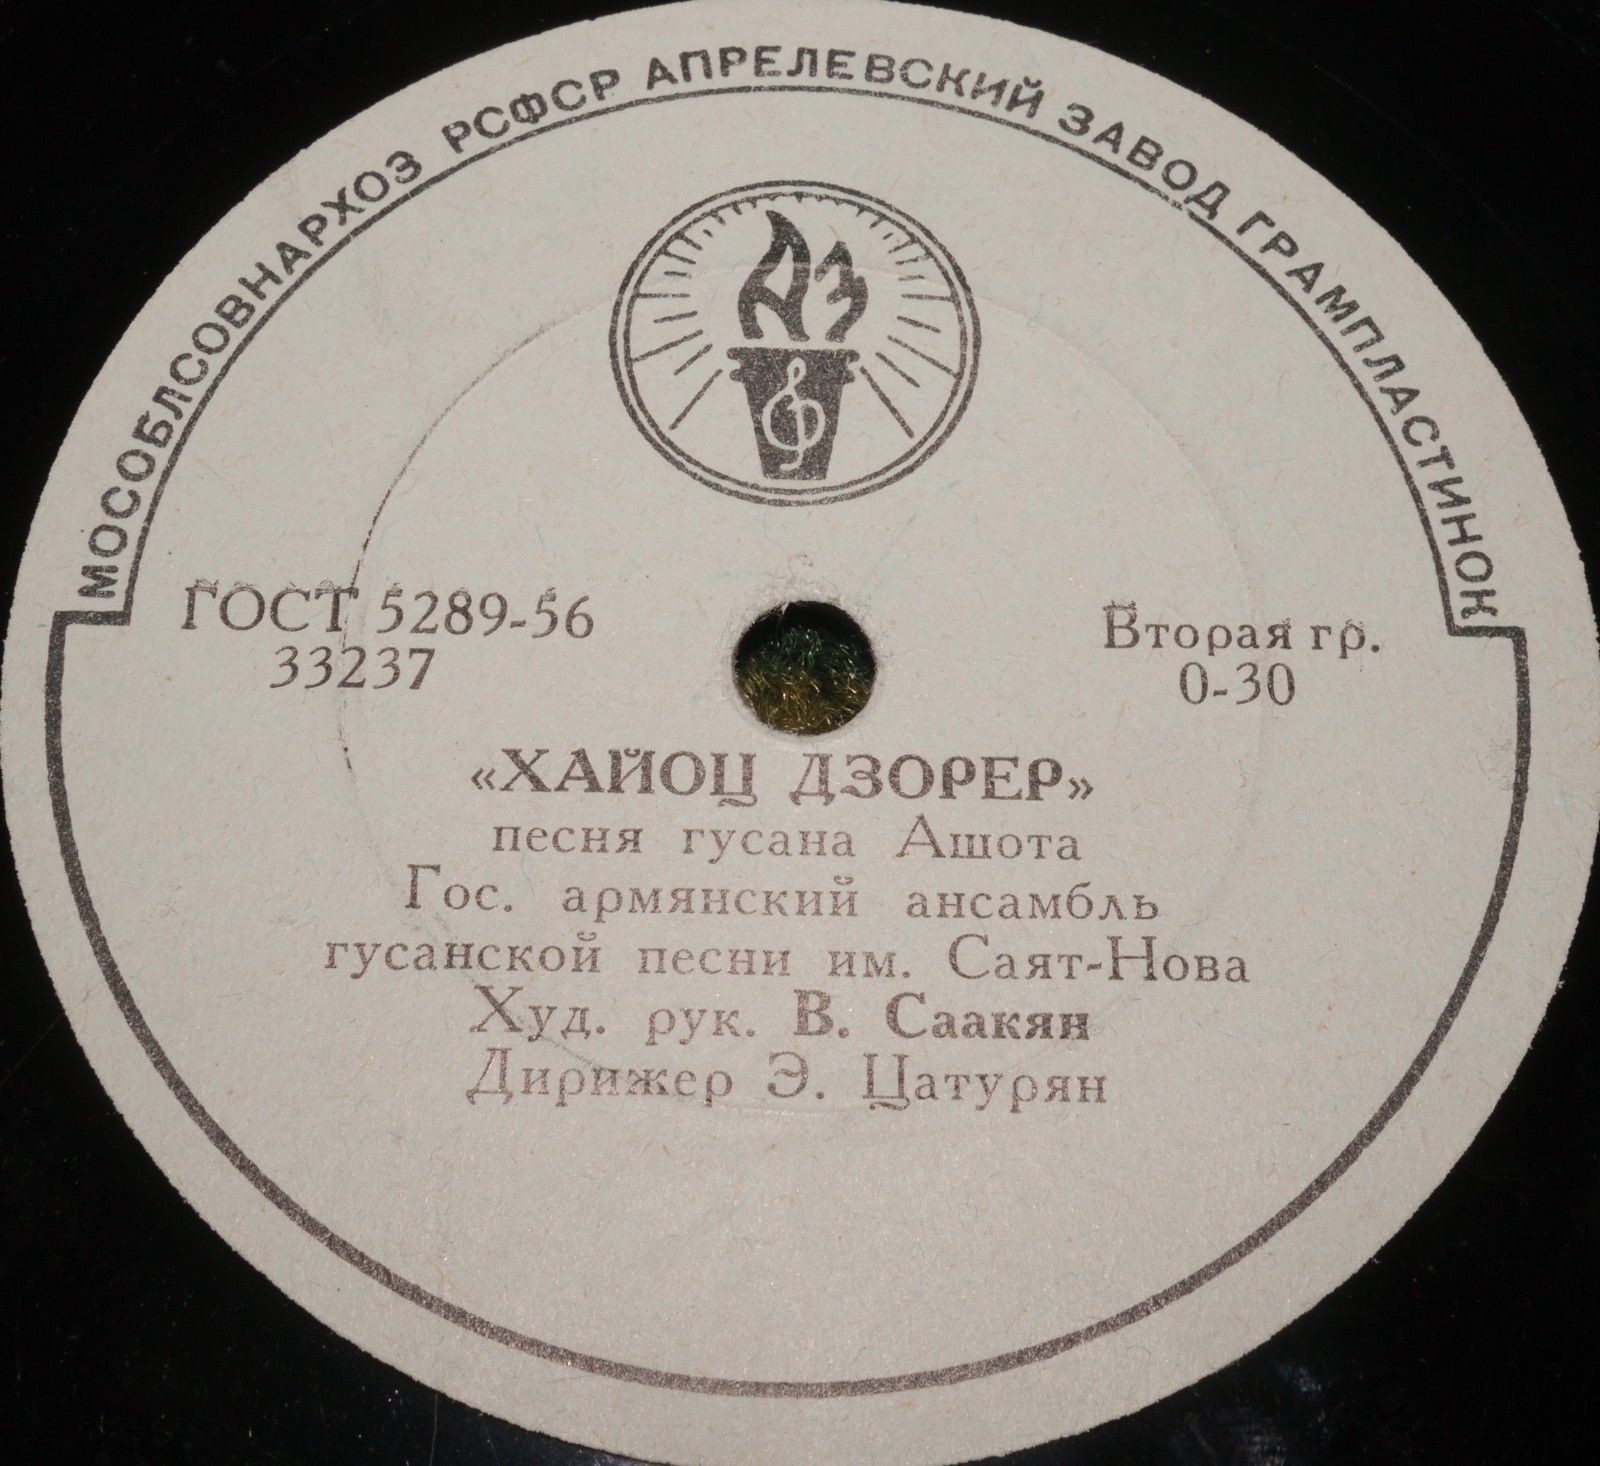 МОСОБЛСОВНАРХОЗ РСФСР АПРЕЛЕВСКИЙ ЗАВОД ГРАМПЛАСТИНОК
АЗ
ГОСТ 5289-56
33237
Вторая гр.
0-30
«ХАЙОЦ ДЗОРЕР»
песня гусана Ашота
Гос. армянский ансамбль
гусанской песни им. Саят-Нова
Худ. рук. В. Саакян
Дирижер Э. Цатурян